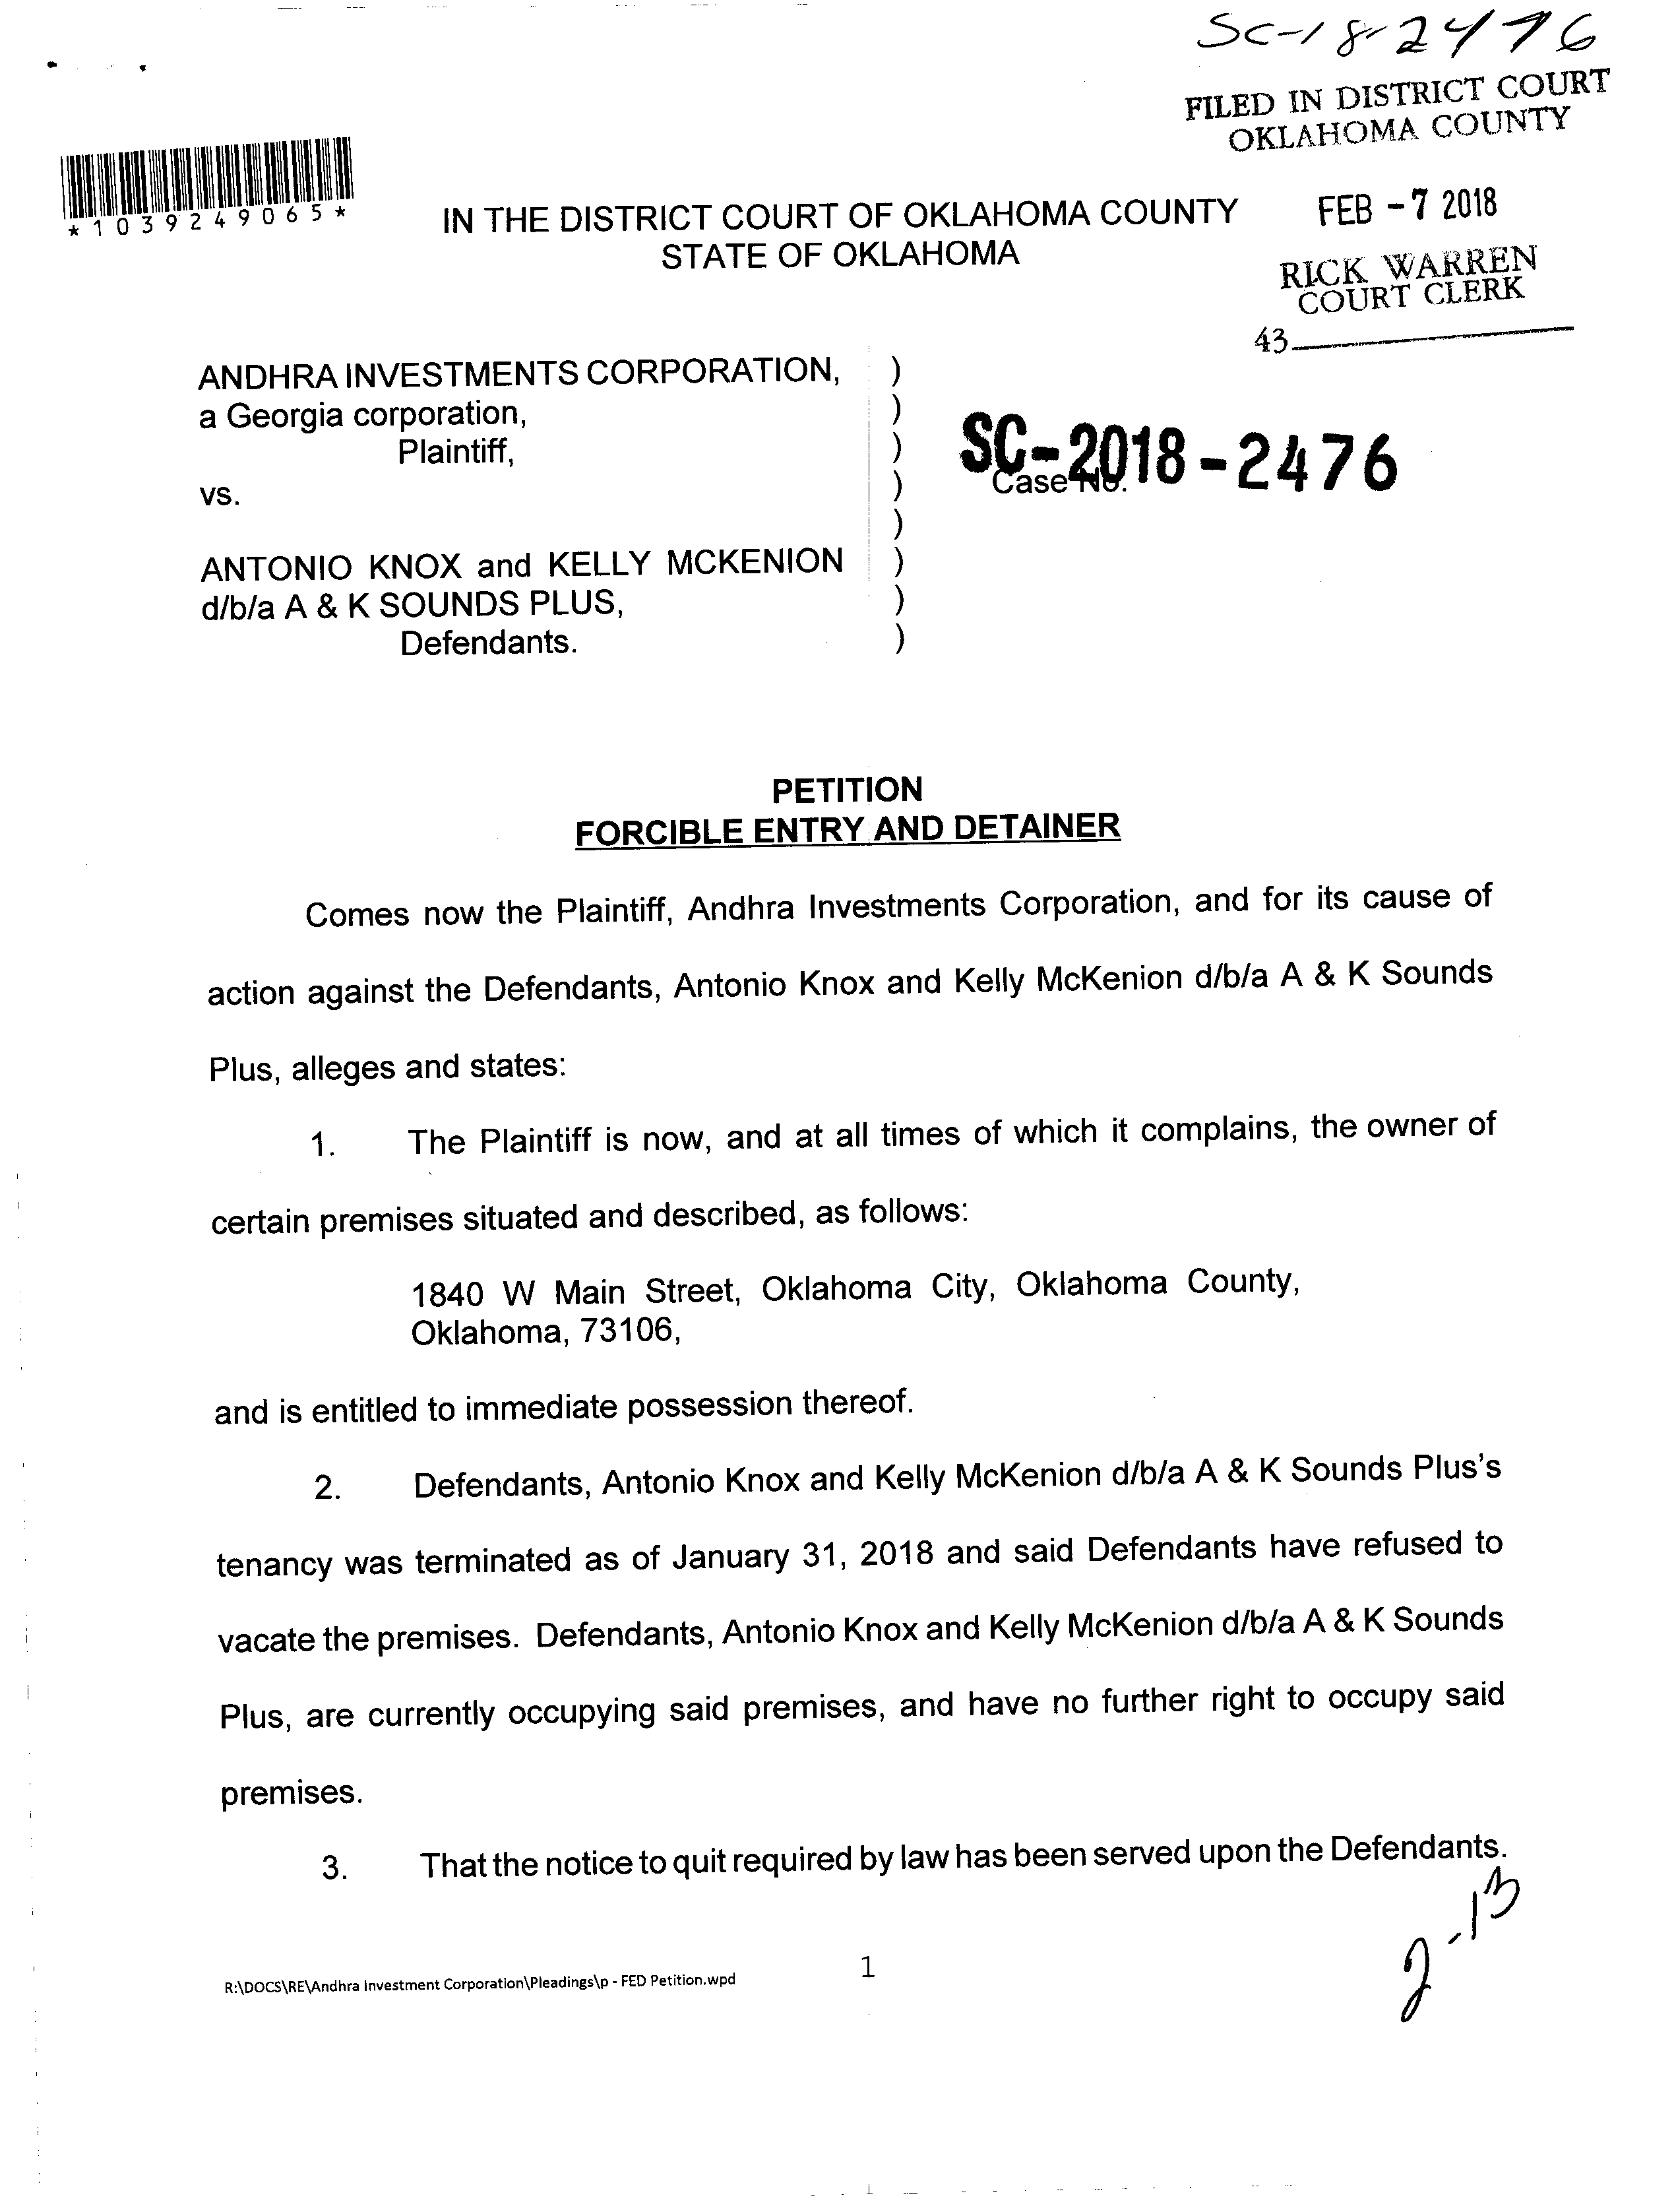 SC-18-2476
FILED IN DISTRICT COURT
OKLAHOMA COUNTY
*1039249065*
IN THE DISTRICT COURT OF OKLAHOMA COUNTY
STATE OF OKLAHOMA
FEB -7 2018
RICK WARREN
COURT CLERK
43
ANDHRA INVESTMENTS CORPORATION, )
a Georgia corporation, )
Plaintiff, )
vs. )
)
ANTONIO KNOX and KELLY MCKENION )
d/b/a A & K SOUNDS PLUS, )
Defendants. )
SC-2018-2476
Case No.
PETITION
FORCIBLE ENTRY AND DETAINER
Comes now the Plaintiff, Andhra Investments Corporation, and for its cause of
action against the Defendants, Antonio Knox and Kelly McKenion d/b/a A & K Sounds
Plus, alleges and states:
1. The Plaintiff is now, and at all times of which it complains, the owner of
certain premises situated and described, as follows:
1840 W Main Street, Oklahoma City, Oklahoma County,
Oklahoma, 73106,
and is entitled to immediate possession thereof.
2. Defendants, Antonio Knox and Kelly McKenion d/b/a A & K Sounds Plus's
tenancy was terminated as of January 31, 2018 and said Defendants have refused to
vacate the premises. Defendants, Antonio Knox and Kelly McKenion d/b/a A & K Sounds
Plus, are currently occupying said premises, and have no further right to occupy said
premises.
3. That the notice to quit required by law has been served upon the Defendants.
2-13
R:\DOCS\RE\Andhra Investment Corporation\Pleadings\p - FED Petition.wpd
1